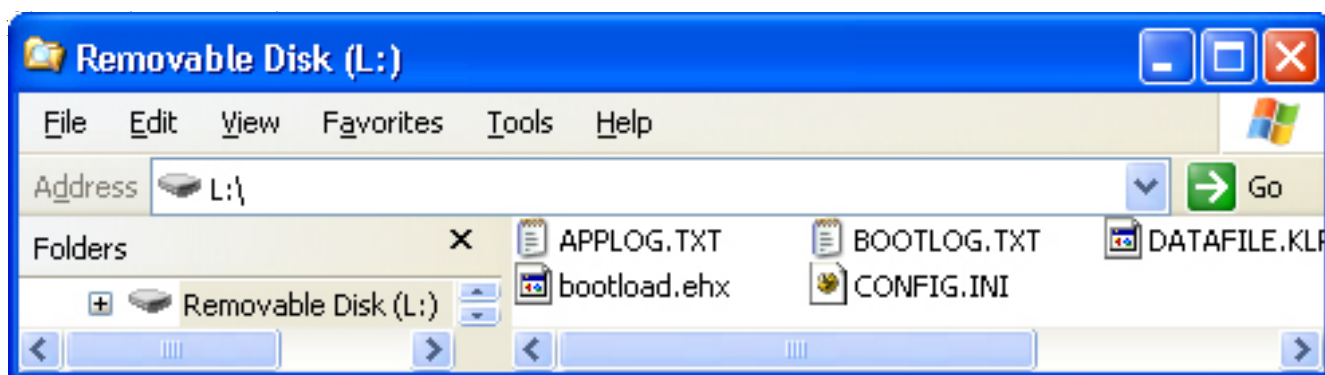 Removable Disk (L:)
File Edit View Favorites Tools Help
Address L:\ Go
Folders
APPLOG.TXT BOOTLOG.TXT
bootload.ehx CONFIG.INI
Removable Disk (L:)